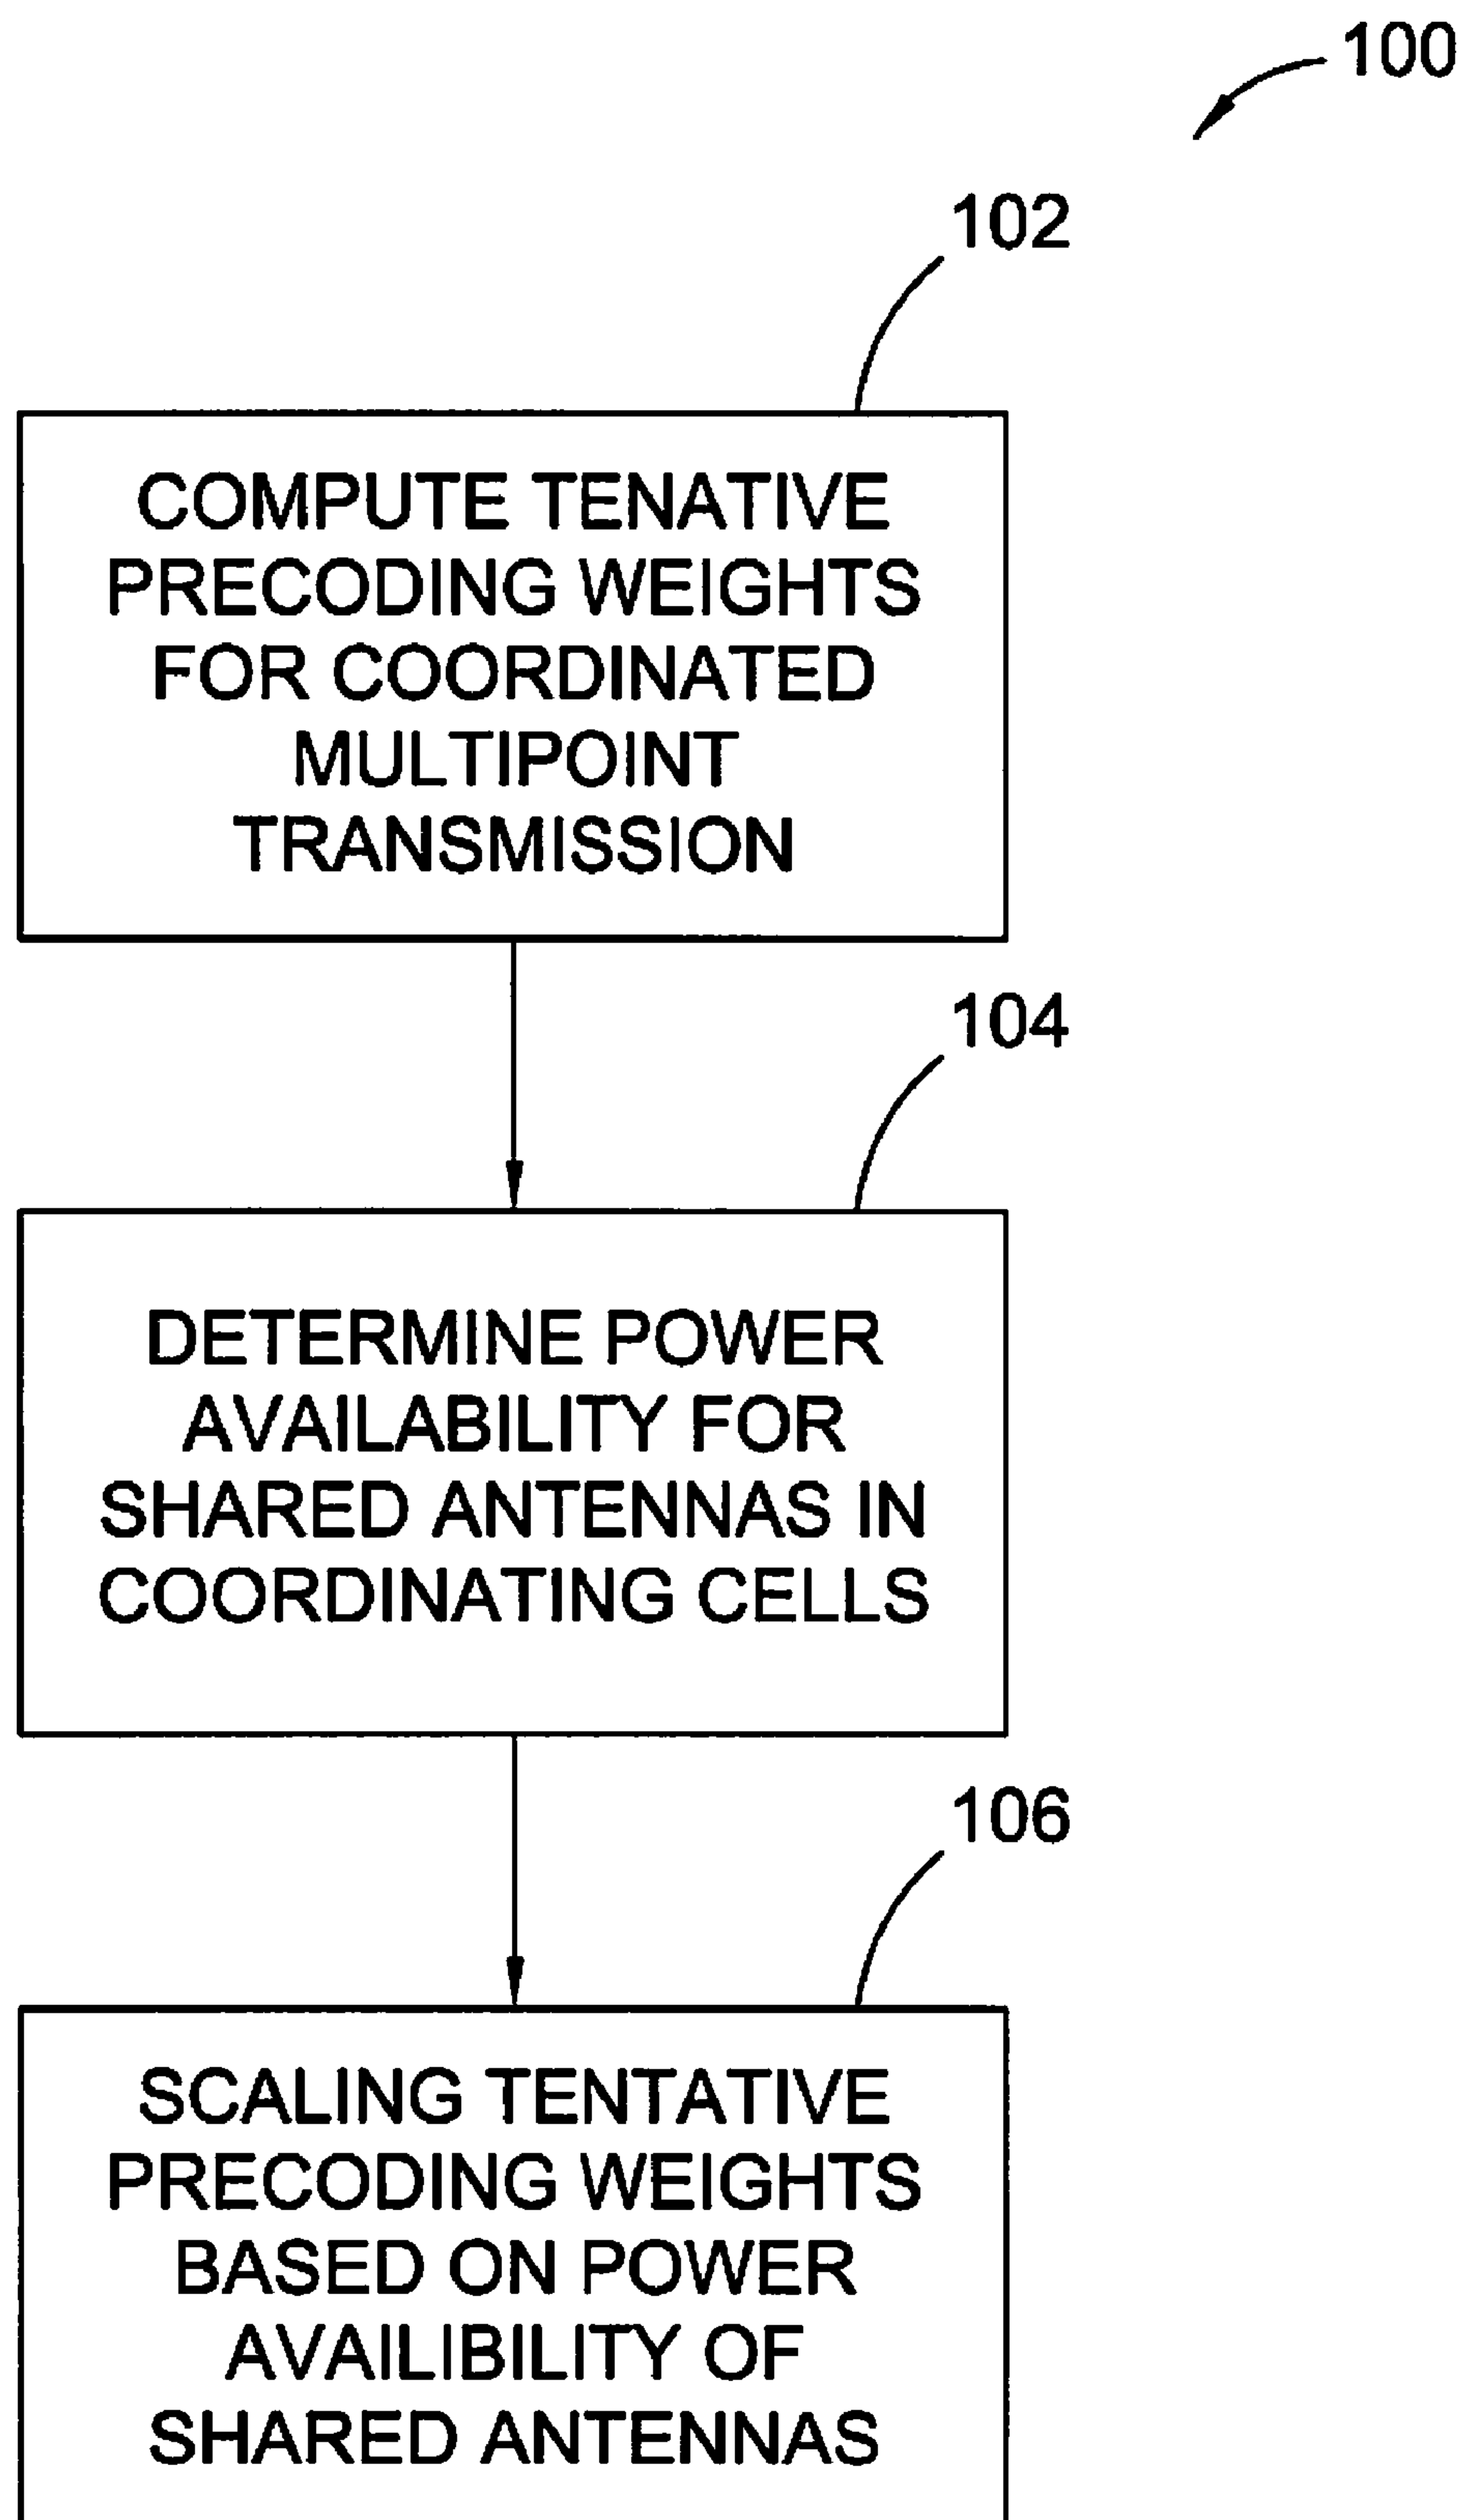 100
102
COMPUTE TENATIVE
PRECODING WEIGHTS
FOR COORDINATED
MULTIPOINT
TRANSMISSION
104
DETERMINE POWER
AVAILABILITY FOR
SHARED ANTENNAS IN
COORDINATING CELLS
106
SCALING TENTATIVE
PRECODING WEIGHTS
BASED ON POWER
AVAILIBILITY OF
SHARED ANTENNAS